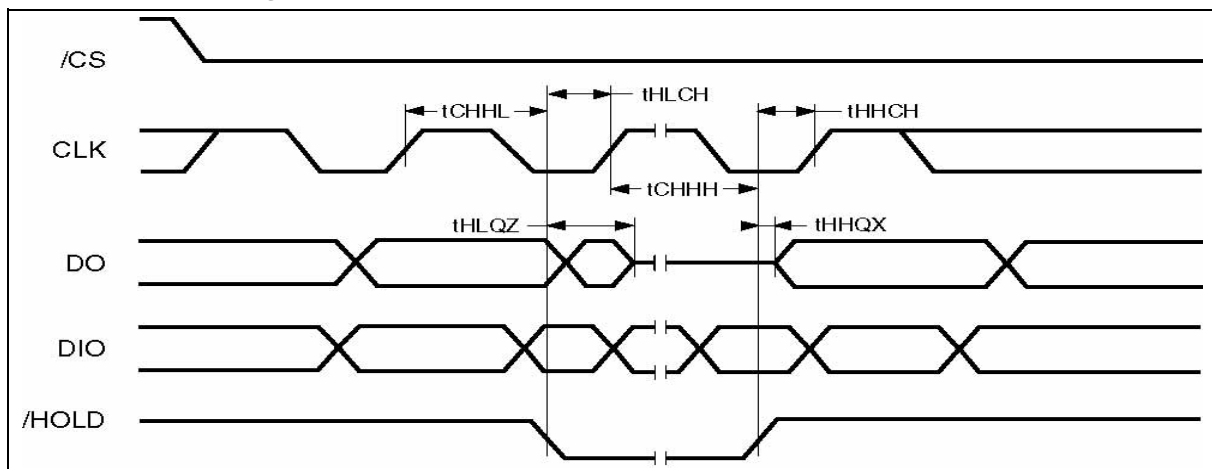 /CS
tHLCH
tCHHL
tHHCH
CLK
tCHHH
tHLQZ
tHHQX
DO
DIO
/HOLD